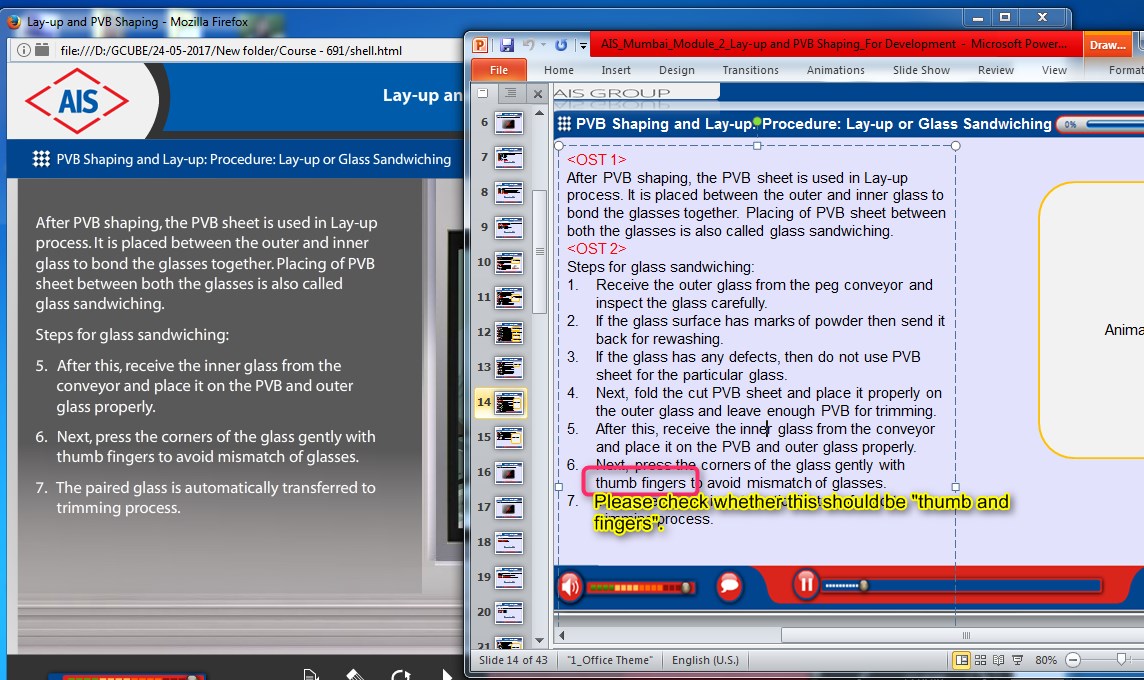 Lay-up and PVB Shaping - Mozilla Firefox
file:///D:/GCUBE/24-05-2017/New folder/Course - 691/shell.html
AIS
Lay-up an
PVB Shaping and Lay-up: Procedure: Lay-up or Glass Sandwiching
After PVB shaping, the PVB sheet is used in Lay-up
process. It is placed between the outer and inner
glass to bond the glasses together. Placing of PVB
sheet between both the glasses is also called
glass sandwiching.
Steps for glass sandwiching:
5. After this, receive the inner glass from the
conveyor and place it on the PVB and outer
glass properly.
6. Next, press the corners of the glass gently with
thumb fingers to avoid mismatch of glasses.
7. The paired glass is automatically transferred to
trimming process.
AIS_Mumbai_Module_2_Lay-up and PVB Shaping_For Development - Microsoft Power...
Draw...
File Home Insert Design Transitions Animations Slide Show Review View Format
6
7
8
9
10
11
12
13
14
15
16
17
18
19
20
21
AIS GROUP
PVB Shaping and Lay-up: Procedure: Lay-up or Glass Sandwiching
0%
<OST 1>
After PVB shaping, the PVB sheet is used in Lay-up
process. It is placed between the outer and inner glass to
bond the glasses together. Placing of PVB sheet between
both the glasses is also called glass sandwiching.
<OST 2>
Steps for glass sandwiching:
1. Receive the outer glass from the peg conveyor and
inspect the glass carefully.
2. If the glass surface has marks of powder then send it
back for rewashing.
3. If the glass has any defects, then do not use PVB
sheet for the particular glass.
4. Next, fold the cut PVB sheet and place it properly on
the outer glass and leave enough PVB for trimming.
5. After this, receive the inner glass from the conveyor
and place it on the PVB and outer glass properly.
6. Next, press the corners of the glass gently with
thumb fingers to avoid mismatch of glasses.
7.
process.
Please check whether this should be "thumb and
fingers".
Anima
Slide 14 of 43 "1_Office Theme" English (U.S.) 80%